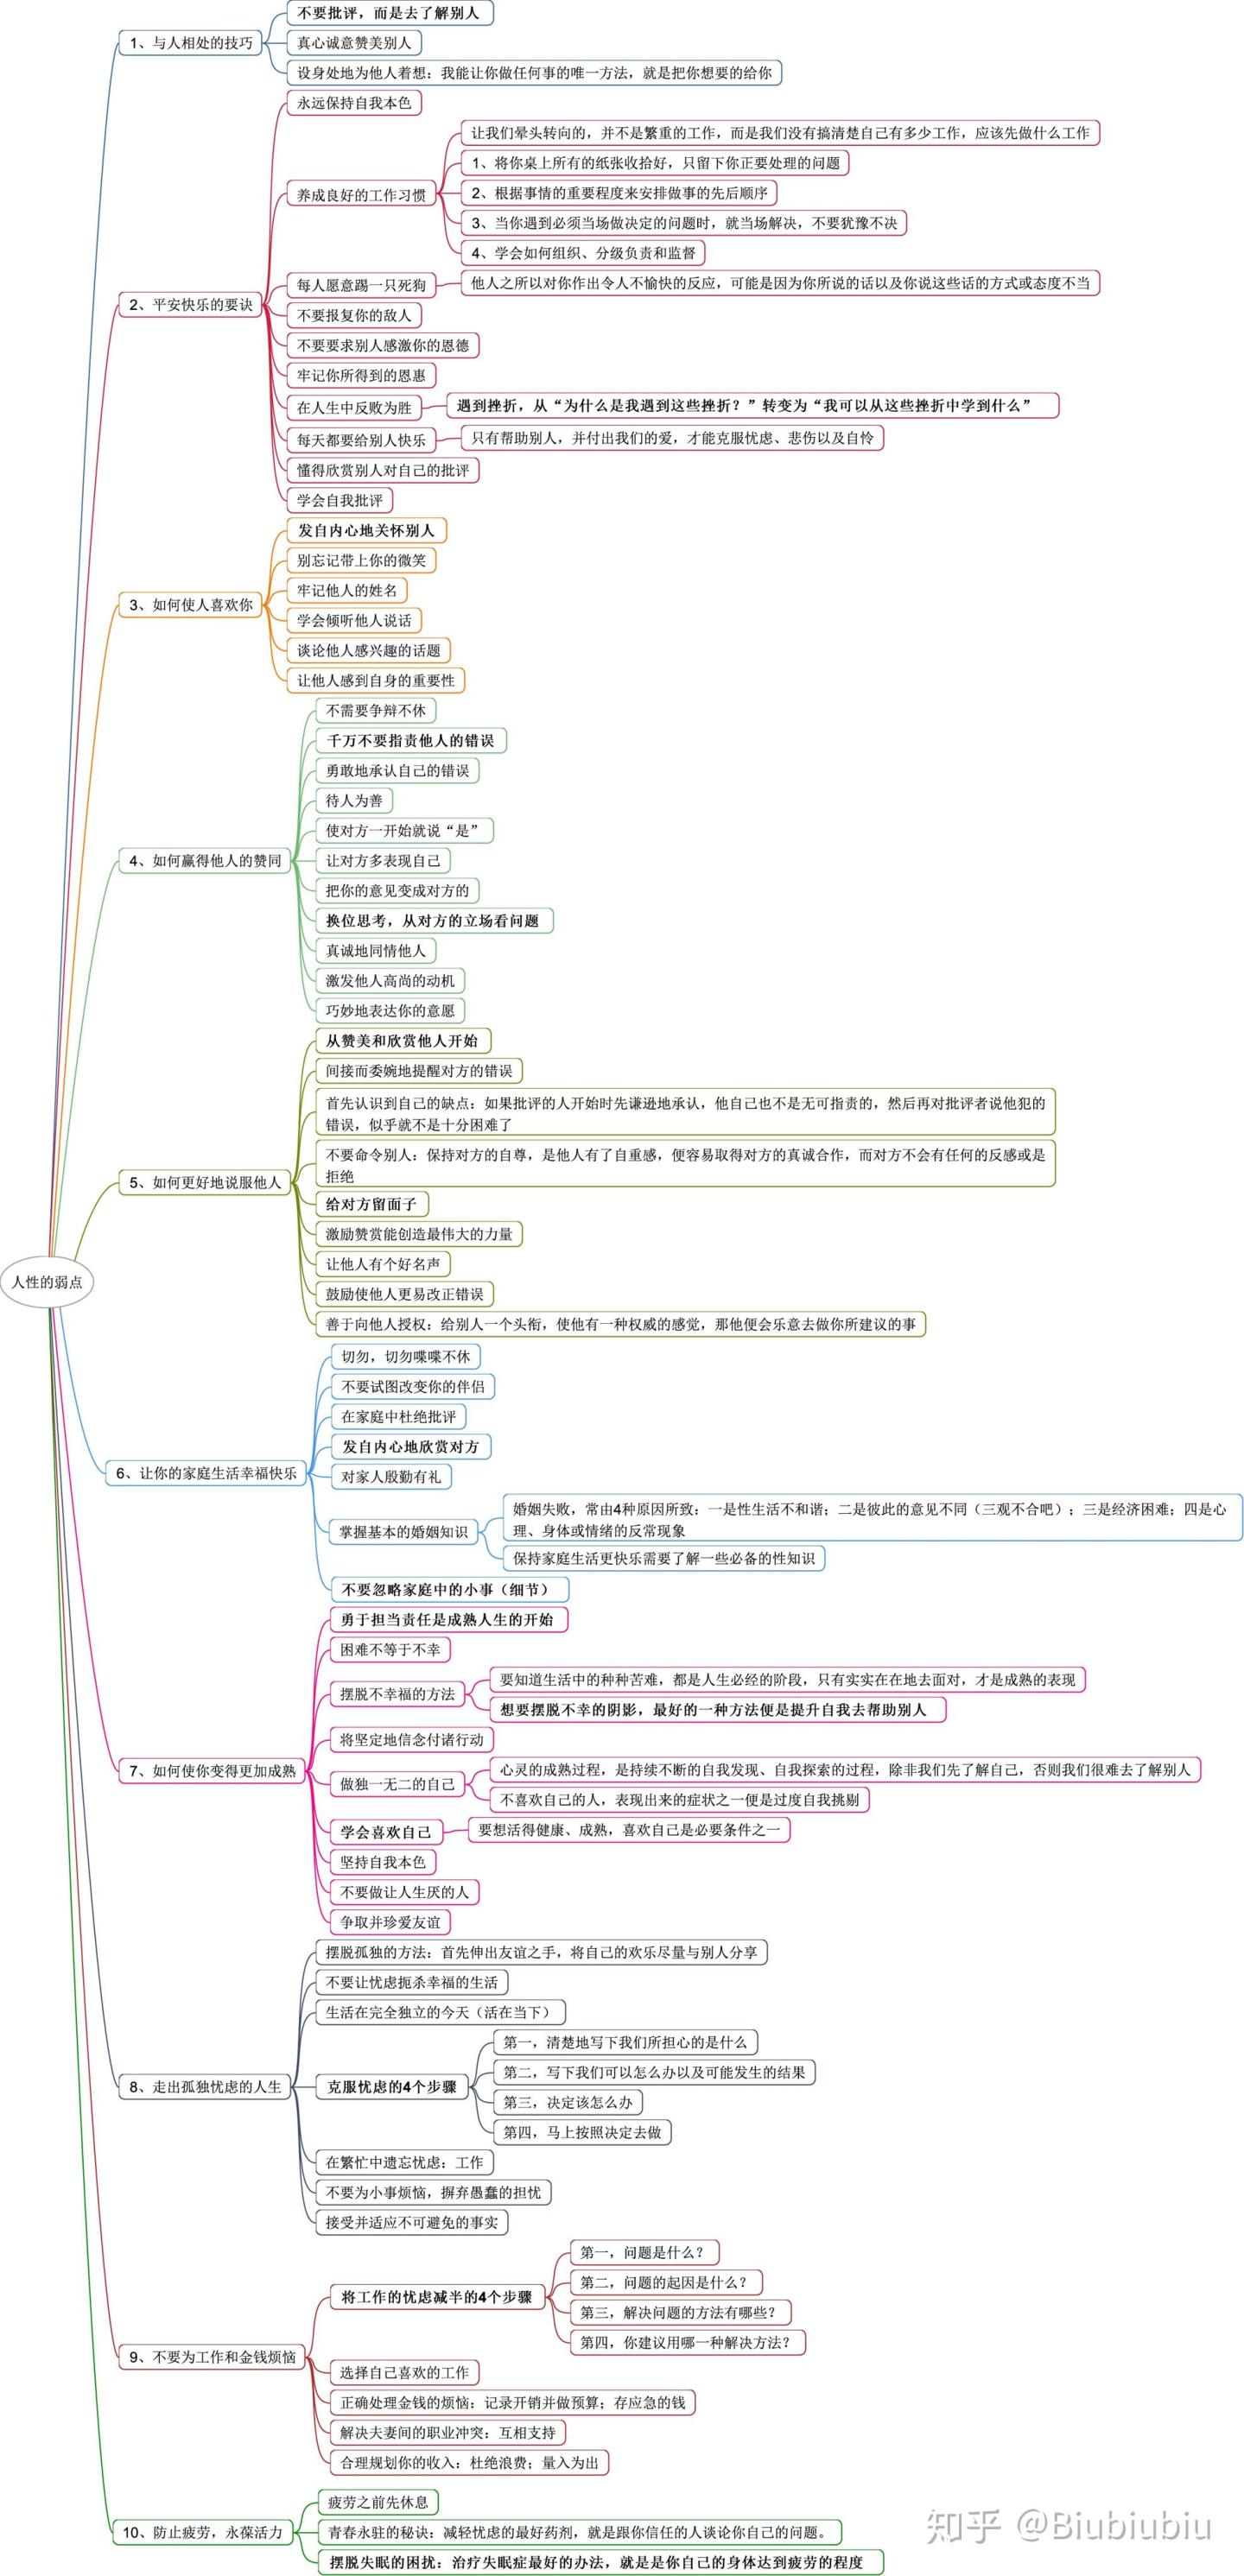 不要批评，而是去了解别人
1、与人相处的技巧
真心诚意赞美别人
设身处地为他人着想：我能让你做任何事的唯一方法，就是把你想要的给你
永远保持自我本色
让我们晕头转向的，并不是繁重的工作，而是我们没有搞清楚自己有多少工作，应该先做什么工作
1、将你桌上所有的纸张收拾好，只留下你正要处理的问题
养成良好的工作习惯
2、根据事情的重要程度来安排做事的先后顺序
3、当你遇到必须当场做决定的问题时，就当场解决，不要犹豫不决
4、学会如何组织、分级负责和监督
每人愿意踢一只死狗
他人之所以对你作出令人不愉快的反应，可能是因为你所说的话以及你说这些话的方式或态度不当
2、平安快乐的要诀
不要报复你的敌人
不要要求别人感激你的恩德
牢记你所得到的恩惠
在人生中反败为胜
遇到挫折，从“为什么是我遇到这些挫折？”转变为“我可以从这些挫折中学到什么”
每天都要给别人快乐
只有帮助别人，并付出我们的爱，才能克服忧虑、悲伤以及自怜
懂得欣赏别人对自己的批评
学会自我批评
发自内心地关怀别人
别忘记带上你的微笑
牢记他人的姓名
3、如何使人喜欢你
学会倾听他人说话
谈论他人感兴趣的话题
让他人感到自身的重要性
不需要争辩不休
千万不要指责他人的错误
勇敢地承认自己的错误
待人为善
使对方一开始就说“是”
4、如何赢得他人的赞同
让对方多表现自己
把你的意见变成对方的
换位思考，从对方的立场看问题
真诚地同情他人
激发他人高尚的动机
巧妙地表达你的意愿
从赞美和欣赏他人开始
间接而委婉地提醒对方的错误
首先认识到自己的缺点：如果批评的人开始时先谦逊地承认，他自己也不是无可指责的，然后再对批评者说他犯的
错误，似乎就不是十分困难了
不要命令别人：保持对方的自尊，是他人有了自重感，便容易取得对方的真诚合作，而对方不会有任何的反感或是
拒绝
5、如何更好地说服他人
给对方留面子
激励赞赏能创造最伟大的力量
让他人有个好名声
人性的弱点
鼓励使他人更易改正错误
善于向他人授权：给别人一个头衔，使他有一种权威的感觉，那他便会乐意去做你所建议的事
切勿，切勿喋喋不休
不要试图改变你的伴侣
在家庭中杜绝批评
发自内心地欣赏对方
6、让你的家庭生活幸福快乐
对家人殷勤有礼
婚姻失败，常由4种原因所致：一是性生活不和谐；二是彼此的意见不同（三观不合吧）；三是经济困难；四是心
理、身体或情绪的反常现象
掌握基本的婚姻知识
保持家庭生活更快乐需要了解一些必备的性知识
不要忽略家庭中的小事（细节）
勇于担当责任是成熟人生的开始
困难不等于不幸
要知道生活中的种种苦难，都是人生必经的阶段，只有实实在在地去面对，才是成熟的表现
摆脱不幸福的方法
想要摆脱不幸的阴影，最好的一种方法便是提升自我去帮助别人
将坚定地信念付诸行动
7、如何使你变得更加成熟
心灵的成熟过程，是持续不断的自我发现、自我探索的过程，除非我们先了解自己，否则我们很难去了解别人
做独一无二的自己
不喜欢自己的人，表现出来的症状之一便是过度自我挑剔
学会喜欢自己
要想活得健康、成熟，喜欢自己是必要条件之一
坚持自我本色
不要做让人生厌的人
争取并珍爱友谊
摆脱孤独的方法：首先伸出友谊之手，将自己的欢乐尽量与别人分享
不要让忧虑扼杀幸福的生活
生活在完全独立的今天（活在当下）
第一，清楚地写下我们所担心的是什么
第二，写下我们可以怎么办以及可能发生的结果
8、走出孤独忧虑的人生
克服忧虑的4个步骤
第三，决定该怎么办
第四，马上按照决定去做
在繁忙中遗忘忧虑：工作
不要为小事烦恼，摒弃愚蠢的担忧
接受并适应不可避免的事实
第一，问题是什么？
第二，问题的起因是什么？
将工作的忧虑减半的4个步骤
第三，解决问题的方法有哪些？
第四，你建议用哪一种解决方法？
9、不要为工作和金钱烦恼
选择自己喜欢的工作
正确处理金钱的烦恼：记录开销并做预算；存应急的钱
解决夫妻间的职业冲突：互相支持
合理规划你的收入：杜绝浪费；量入为出
疲劳之前先休息
10、防止疲劳，永葆活力
青春永驻的秘诀：减轻忧虑的最好药剂，就是跟你信任的人谈论你自己的问题。
摆脱失眠的困扰：治疗失眠症最好的办法，就是是你自己的身体达到疲劳的程度
知乎 @Biubiubiu